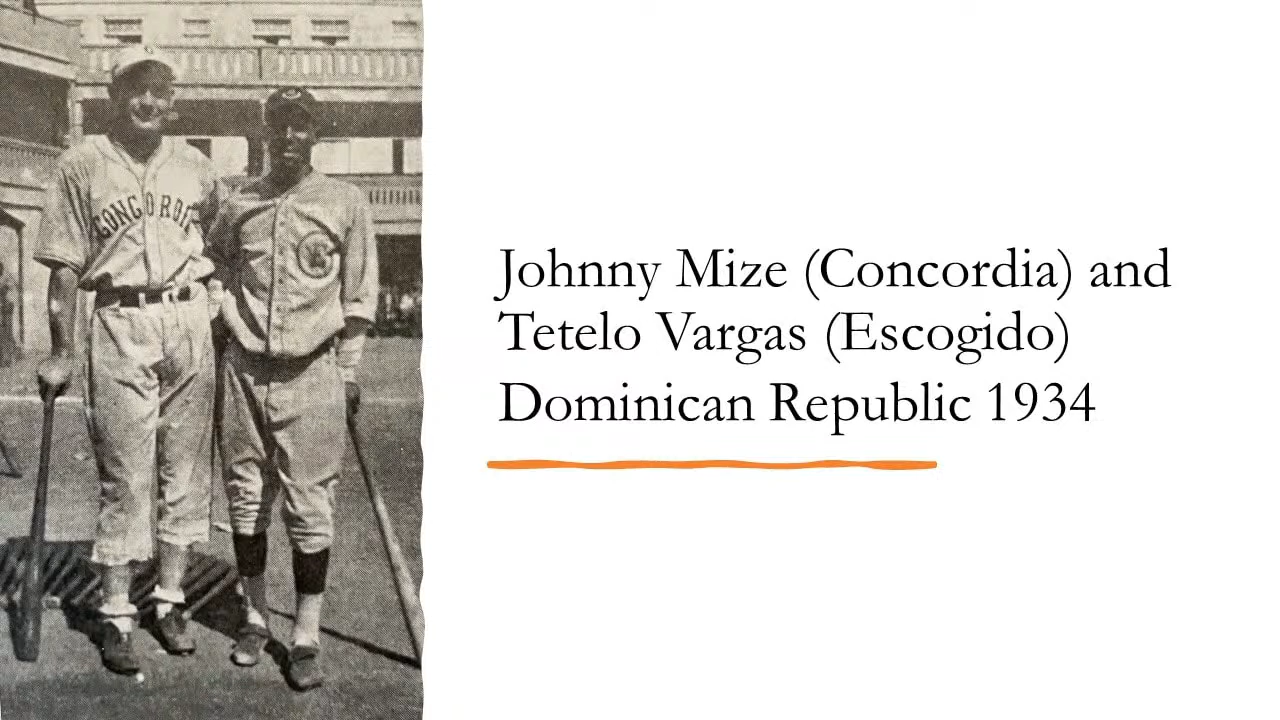 CONCORDIA
Johnny Mize (Concordia) and
Tetelo Vargas (Escogido)
Dominican Republic 1934